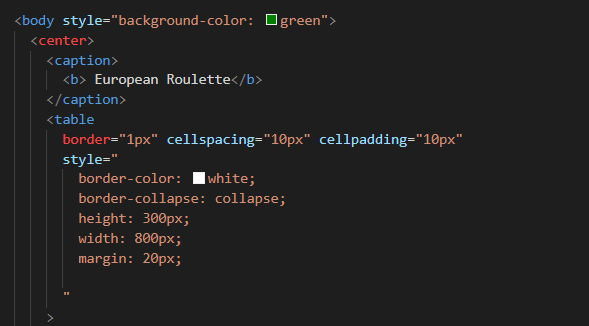 <body style="background-color: green">
<center>
<caption>
<b> European Roulette</b>
</caption>
<table
border="1px" cellspacing="10px" cellpadding="10px"
style="
border-color: white;
border-collapse: collapse;
height: 300px;
width: 800px;
margin: 20px;
"
>